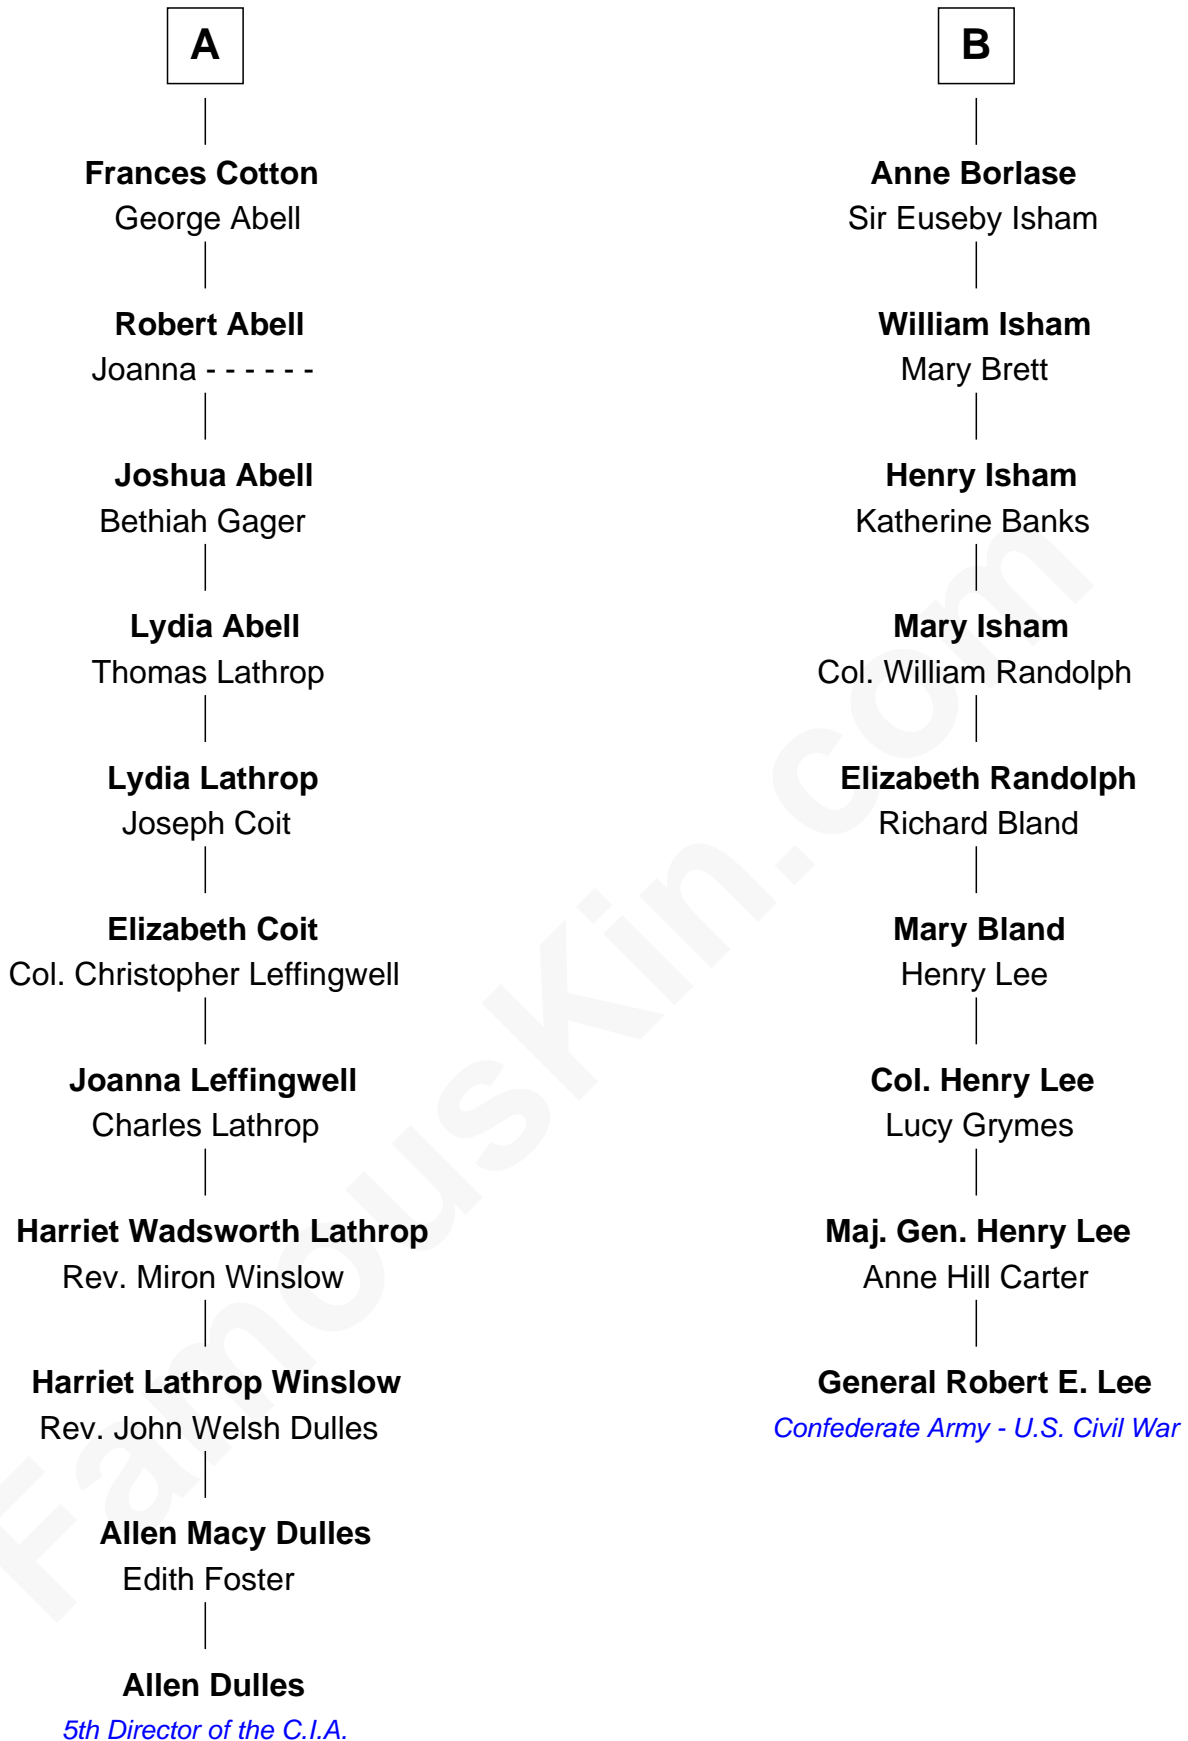 A
Frances Cotton
George Abell
Robert Abell
Joanna - - - - - -
Joshua Abell
Bethiah Gager
Lydia Abell
Thomas Lathrop
Lydia Lathrop
Joseph Coit
Elizabeth Coit
Col. Christopher Leffingwell
Joanna Leffingwell
Charles Lathrop
Harriet Wadsworth Lathrop
Rev. Miron Winslow
Harriet Lathrop Winslow
Rev. John Welsh Dulles
Allen Macy Dulles
Edith Foster
Allen Dulles
5th Director of the C.I.A.
B
Anne Borlase
Sir Euseby Isham
William Isham
Mary Brett
Henry Isham
Katherine Banks
Mary Isham
Col. William Randolph
Elizabeth Randolph
Richard Bland
Mary Bland
Henry Lee
Col. Henry Lee
Lucy Grymes
Maj. Gen. Henry Lee
Anne Hill Carter
General Robert E. Lee
Confederate Army - U.S. Civil War
FamousKin.com